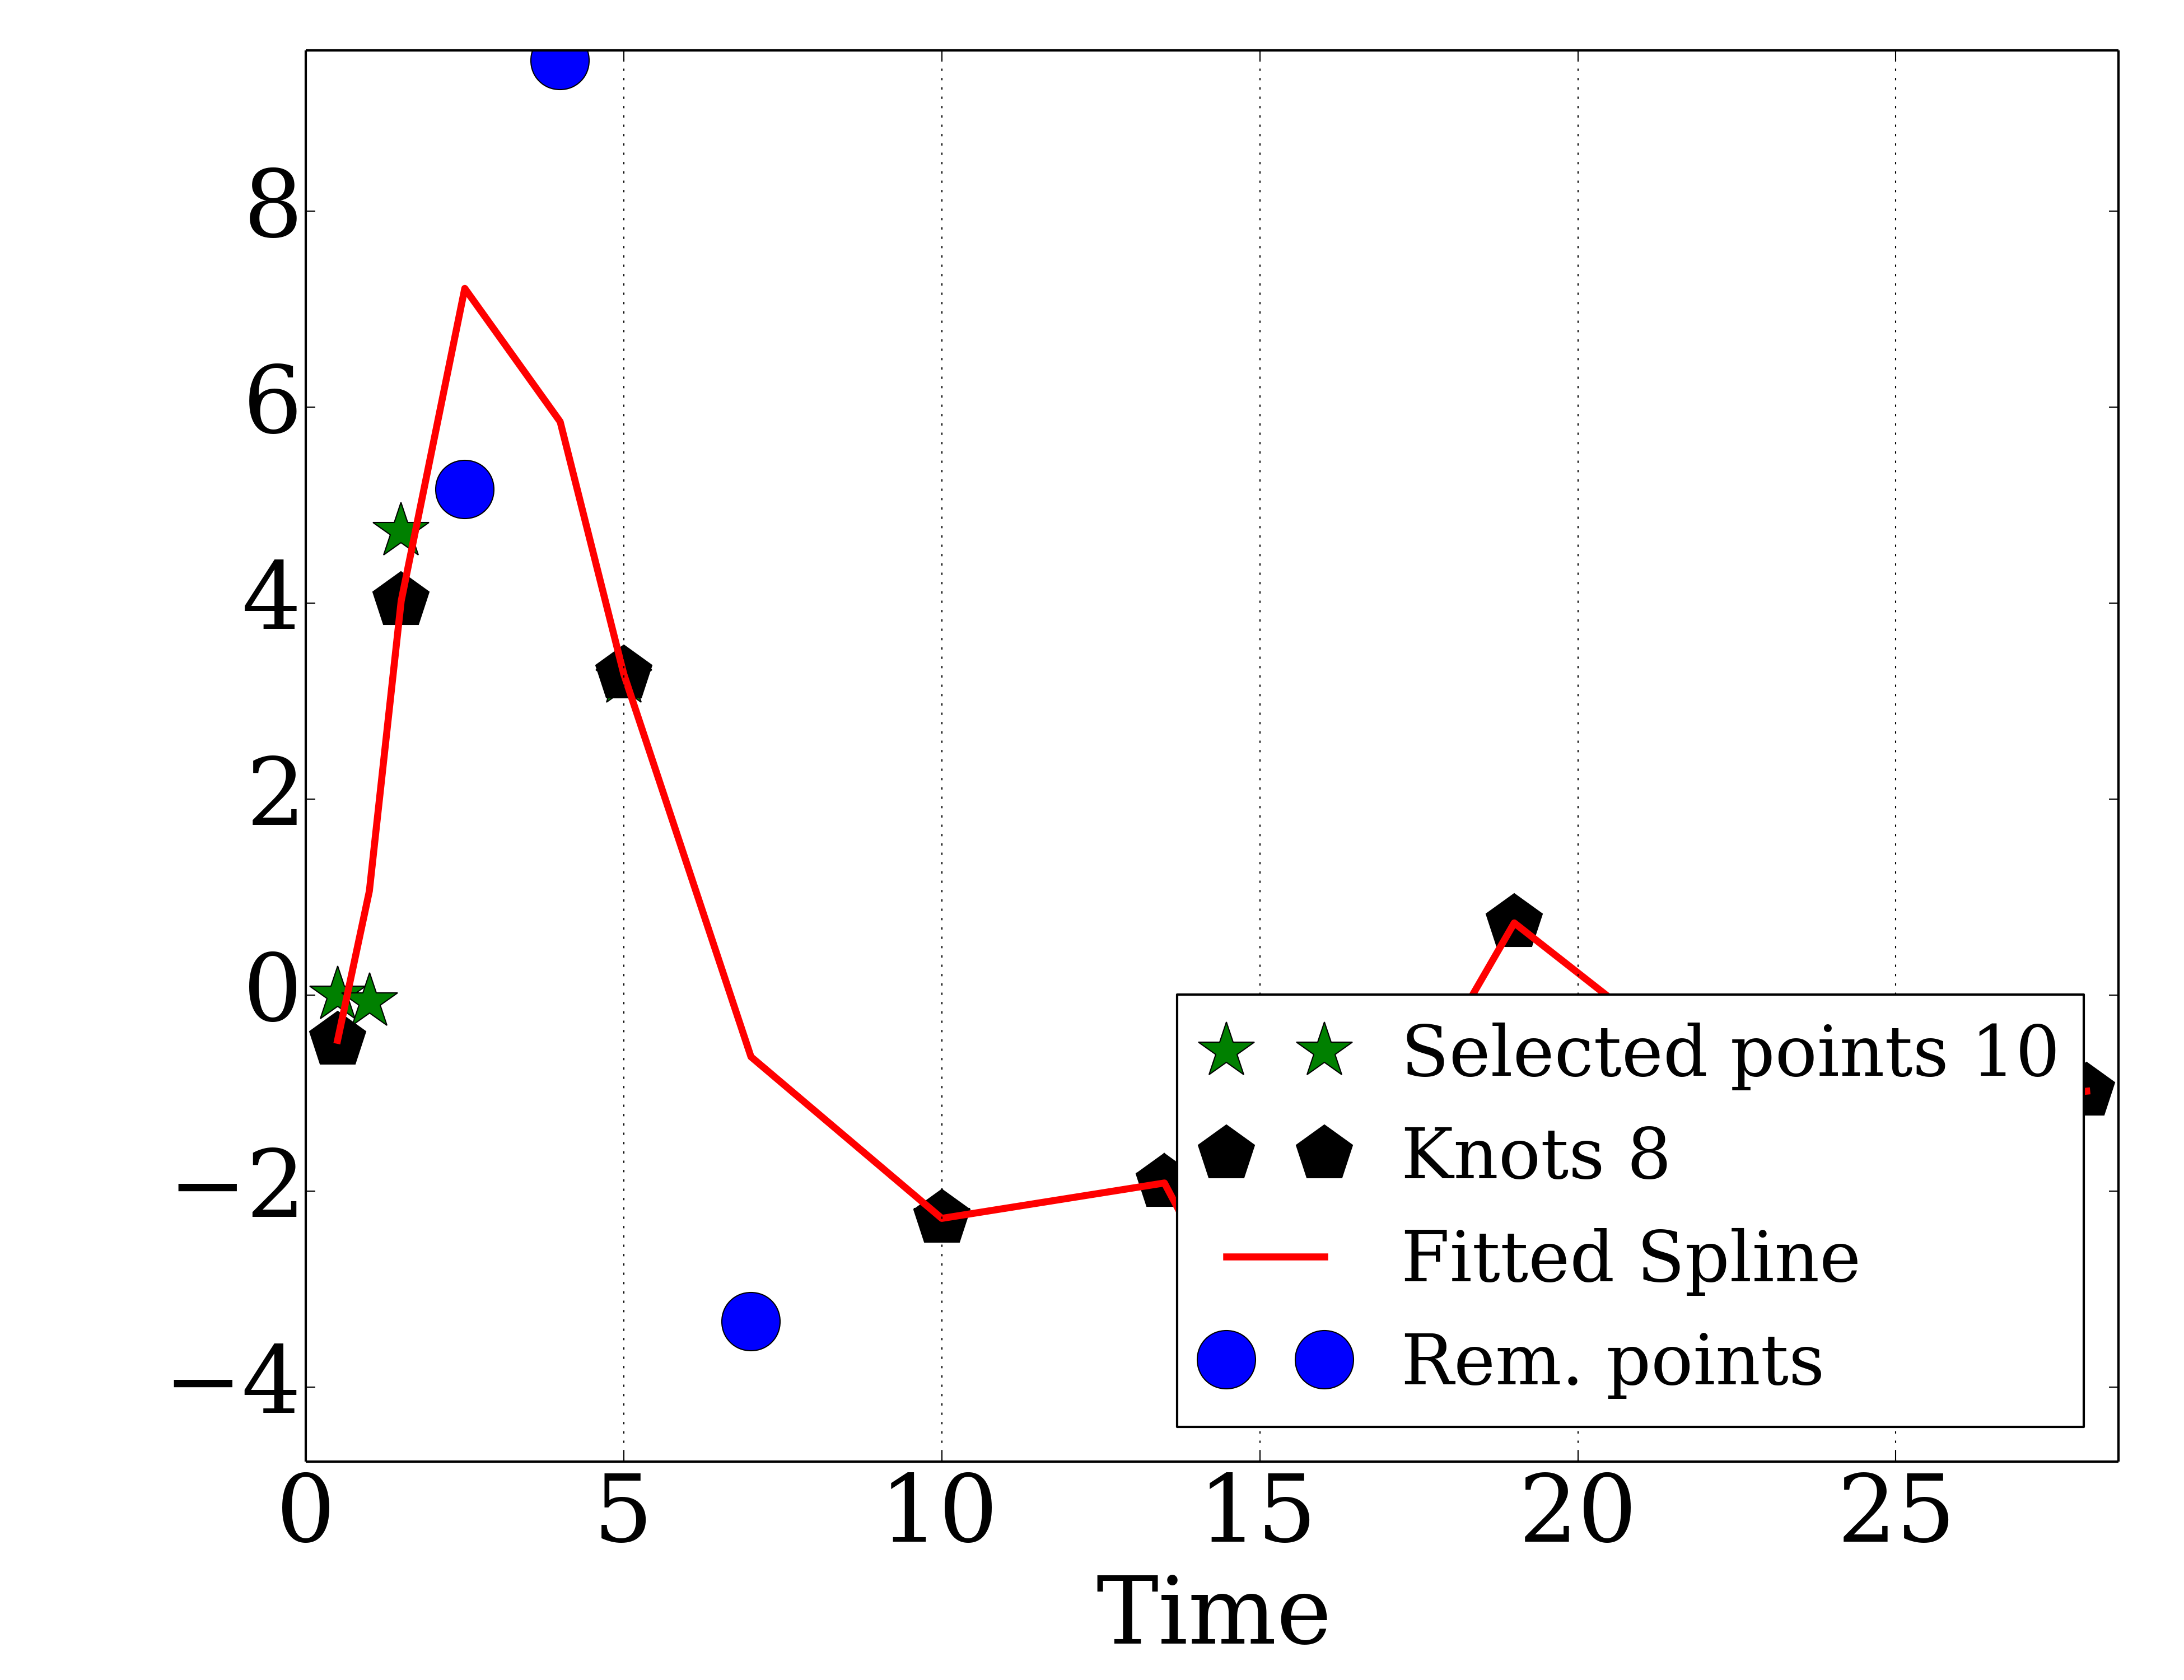 8
6
4
2
0
−2
−4
0 5 10 15 20 25
Time
Selected points 10
Knots 8
Fitted Spline
Rem. points